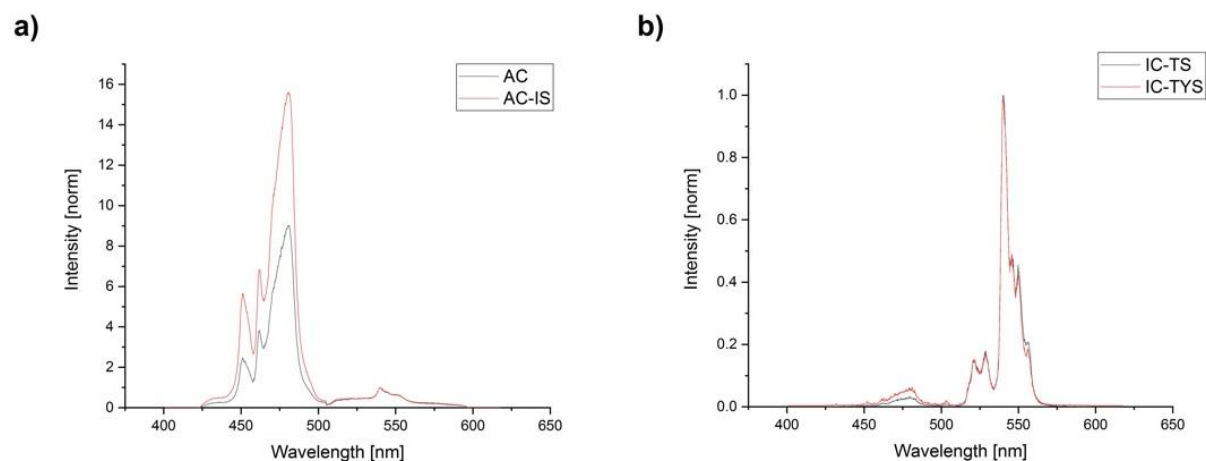 a)
AC
AC-IS
16
14
12
10
8
6
4
2
0
400
450
500
550
600
650
Intensity [norm]
Wavelength [nm]
b)
IC-TS
IC-TYS
1.0
0.8
0.6
0.4
0.2
0.0
400
450
500
550
600
650
Intensity [norm]
Wavelength [nm]